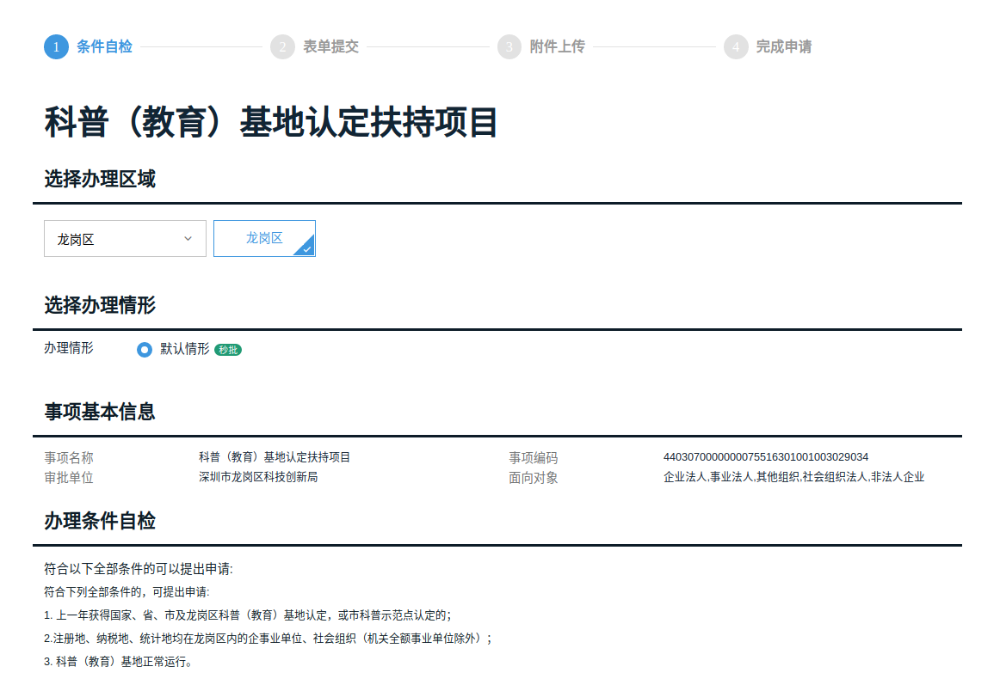 1 条件自检 2 表单提交 3 附件上传 4 完成申请
科普（教育）基地认定扶持项目
选择办理区域
龙岗区 龙岗区
选择办理情形
办理情形 默认情形 秒批
事项基本信息
事项名称 科普（教育）基地认定扶持项目 事项编码 44030700000007551630100100302903​4
审批单位 深圳市龙岗区科技创新局 面向对象 企业法人,事业法人,其他组织,社会组织法人,非法人企业
办理条件自检
符合以下全部条件的可以提出申请:
符合下列全部条件的，可提出申请:
1. 上一年获得国家、省、市及龙岗区科普（教育）基地认定，或市科普示范点认定的；
2.注册地、纳税地、统计地均在龙岗区内的企事业单位、社会组织（机关全额事业单位除外）；
3. 科普（教育）基地正常运行。